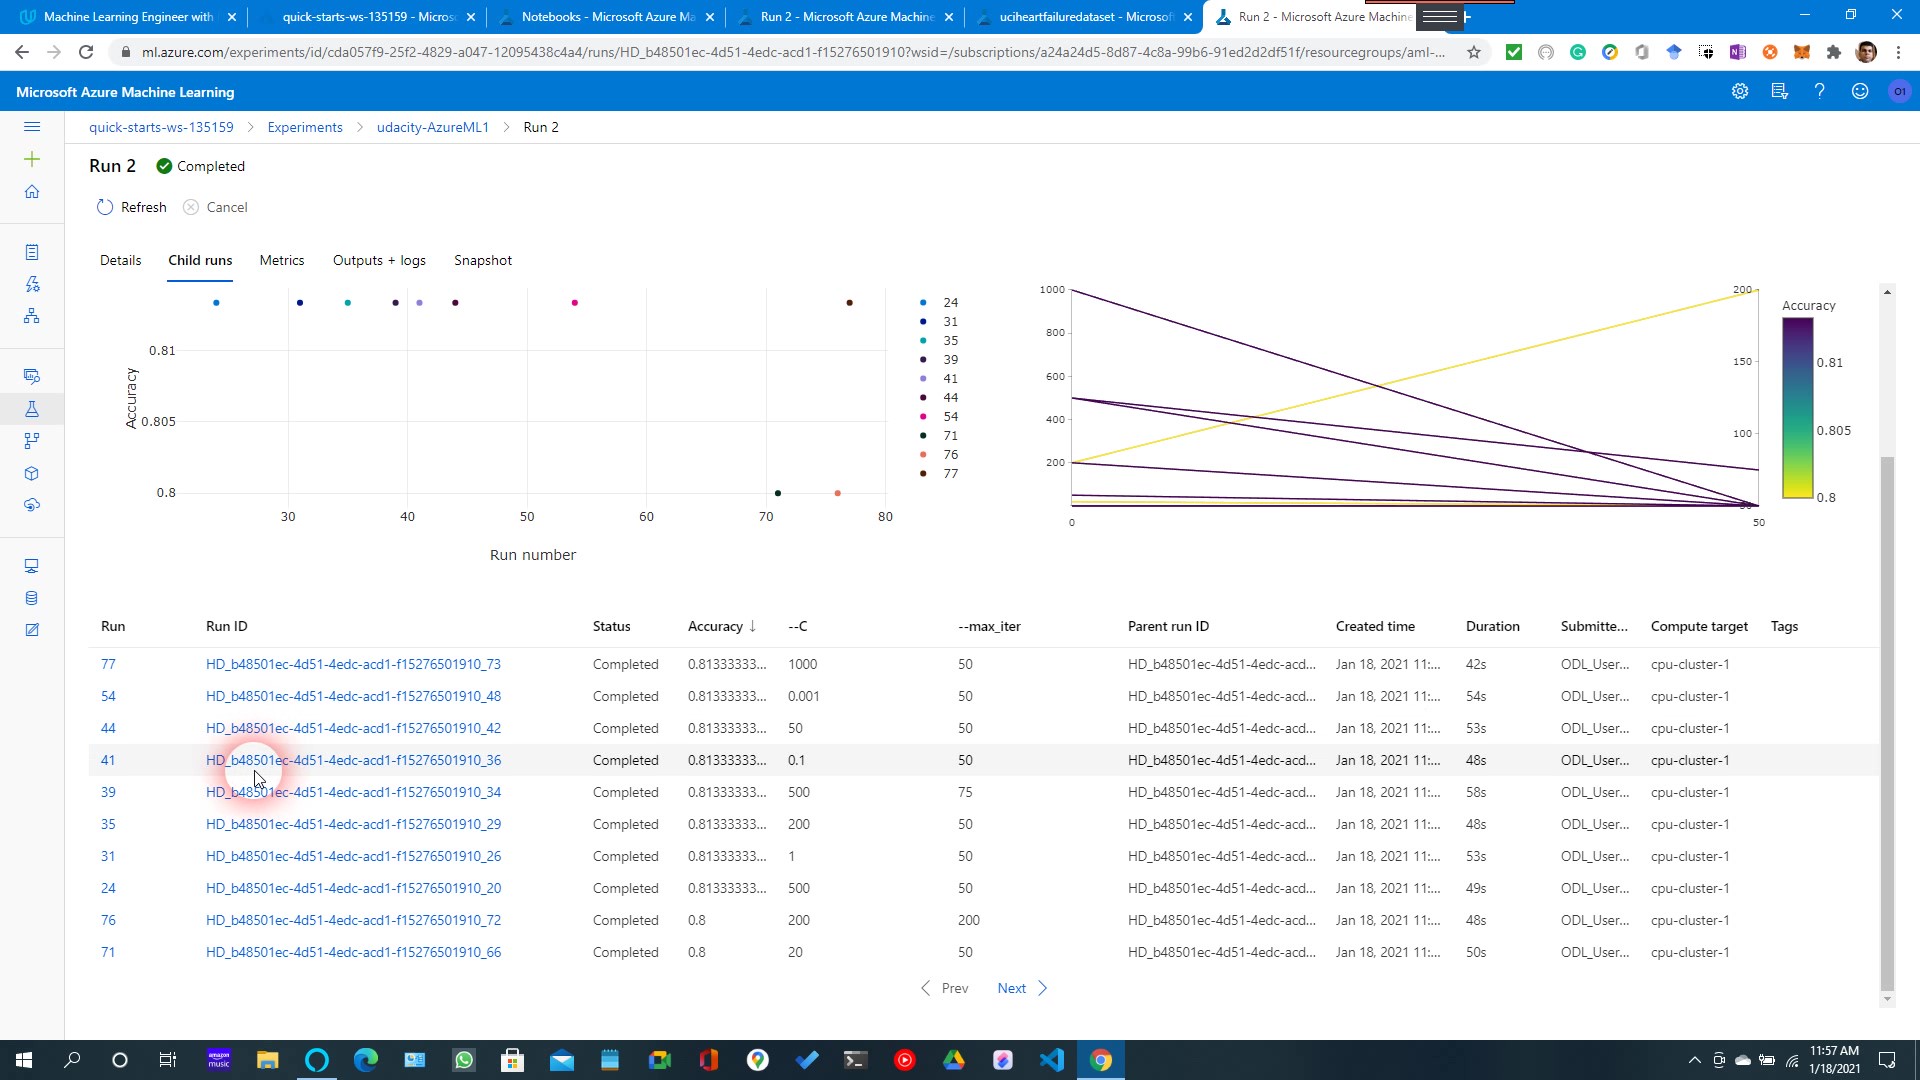 Machine Learning Engineer with
quick-starts-ws-135159 - Micros
Notebooks - Microsoft Azure Ma
Run 2 - Microsoft Azure Machine
uciheartfailuredataset - Microsof
Run 2 - Microsoft Azure Machine
ml.azure.com/experiments/id/cda057f9-25f2-4829-a047-12095438c4a4/runs/HD_b48501ec-4d51-4edc-acd1-f15276501910?wsid=/subscriptions/a24a24d5-8d87-4c8a-99b6-91ed2d2df51f/resourcegroups/aml-...
Microsoft Azure Machine Learning
O1
quick-starts-ws-135159 > Experiments > udacity-AzureML1 > Run 2
Run 2 Completed
Refresh Cancel
Details Child runs Metrics Outputs + logs Snapshot
Accuracy
0.81
0.805
0.8
30 40 50 60 70 80
Run number
24
31
35
39
41
44
54
71
76
77
1000
800
600
400
200
0
200
150
100
50
50
Accuracy
0.81
0.805
0.8
Run Run ID Status Accuracy ↓ --C --max_iter Parent run ID Created time Duration Submitte... Compute target Tags
77 HD_b48501ec-4d51-4edc-acd1-f15276501910_73 Completed 0.81333333... 1000 50 HD_b48501ec-4d51-4edc-acd... Jan 18, 2021 11:... 42s ODL_User... cpu-cluster-1
54 HD_b48501ec-4d51-4edc-acd1-f15276501910_48 Completed 0.81333333... 0.001 50 HD_b48501ec-4d51-4edc-acd... Jan 18, 2021 11:... 54s ODL_User... cpu-cluster-1
44 HD_b48501ec-4d51-4edc-acd1-f15276501910_42 Completed 0.81333333... 50 50 HD_b48501ec-4d51-4edc-acd... Jan 18, 2021 11:... 53s ODL_User... cpu-cluster-1
41 HD_b48501ec-4d51-4edc-acd1-f15276501910_36 Completed 0.81333333... 0.1 50 HD_b48501ec-4d51-4edc-acd... Jan 18, 2021 11:... 48s ODL_User... cpu-cluster-1
39 HD_b48501ec-4d51-4edc-acd1-f15276501910_34 Completed 0.81333333... 500 75 HD_b48501ec-4d51-4edc-acd... Jan 18, 2021 11:... 58s ODL_User... cpu-cluster-1
35 HD_b48501ec-4d51-4edc-acd1-f15276501910_29 Completed 0.81333333... 200 50 HD_b48501ec-4d51-4edc-acd... Jan 18, 2021 11:... 48s ODL_User... cpu-cluster-1
31 HD_b48501ec-4d51-4edc-acd1-f15276501910_26 Completed 0.81333333... 1 50 HD_b48501ec-4d51-4edc-acd... Jan 18, 2021 11:... 53s ODL_User... cpu-cluster-1
24 HD_b48501ec-4d51-4edc-acd1-f15276501910_20 Completed 0.81333333... 500 50 HD_b48501ec-4d51-4edc-acd... Jan 18, 2021 11:... 49s ODL_User... cpu-cluster-1
76 HD_b48501ec-4d51-4edc-acd1-f15276501910_72 Completed 0.8 200 200 HD_b48501ec-4d51-4edc-acd... Jan 18, 2021 11:... 48s ODL_User... cpu-cluster-1
71 HD_b48501ec-4d51-4edc-acd1-f15276501910_66 Completed 0.8 20 50 HD_b48501ec-4d51-4edc-acd... Jan 18, 2021 11:... 50s ODL_User... cpu-cluster-1
Prev Next
amazon music
11:57 AM
1/18/2021